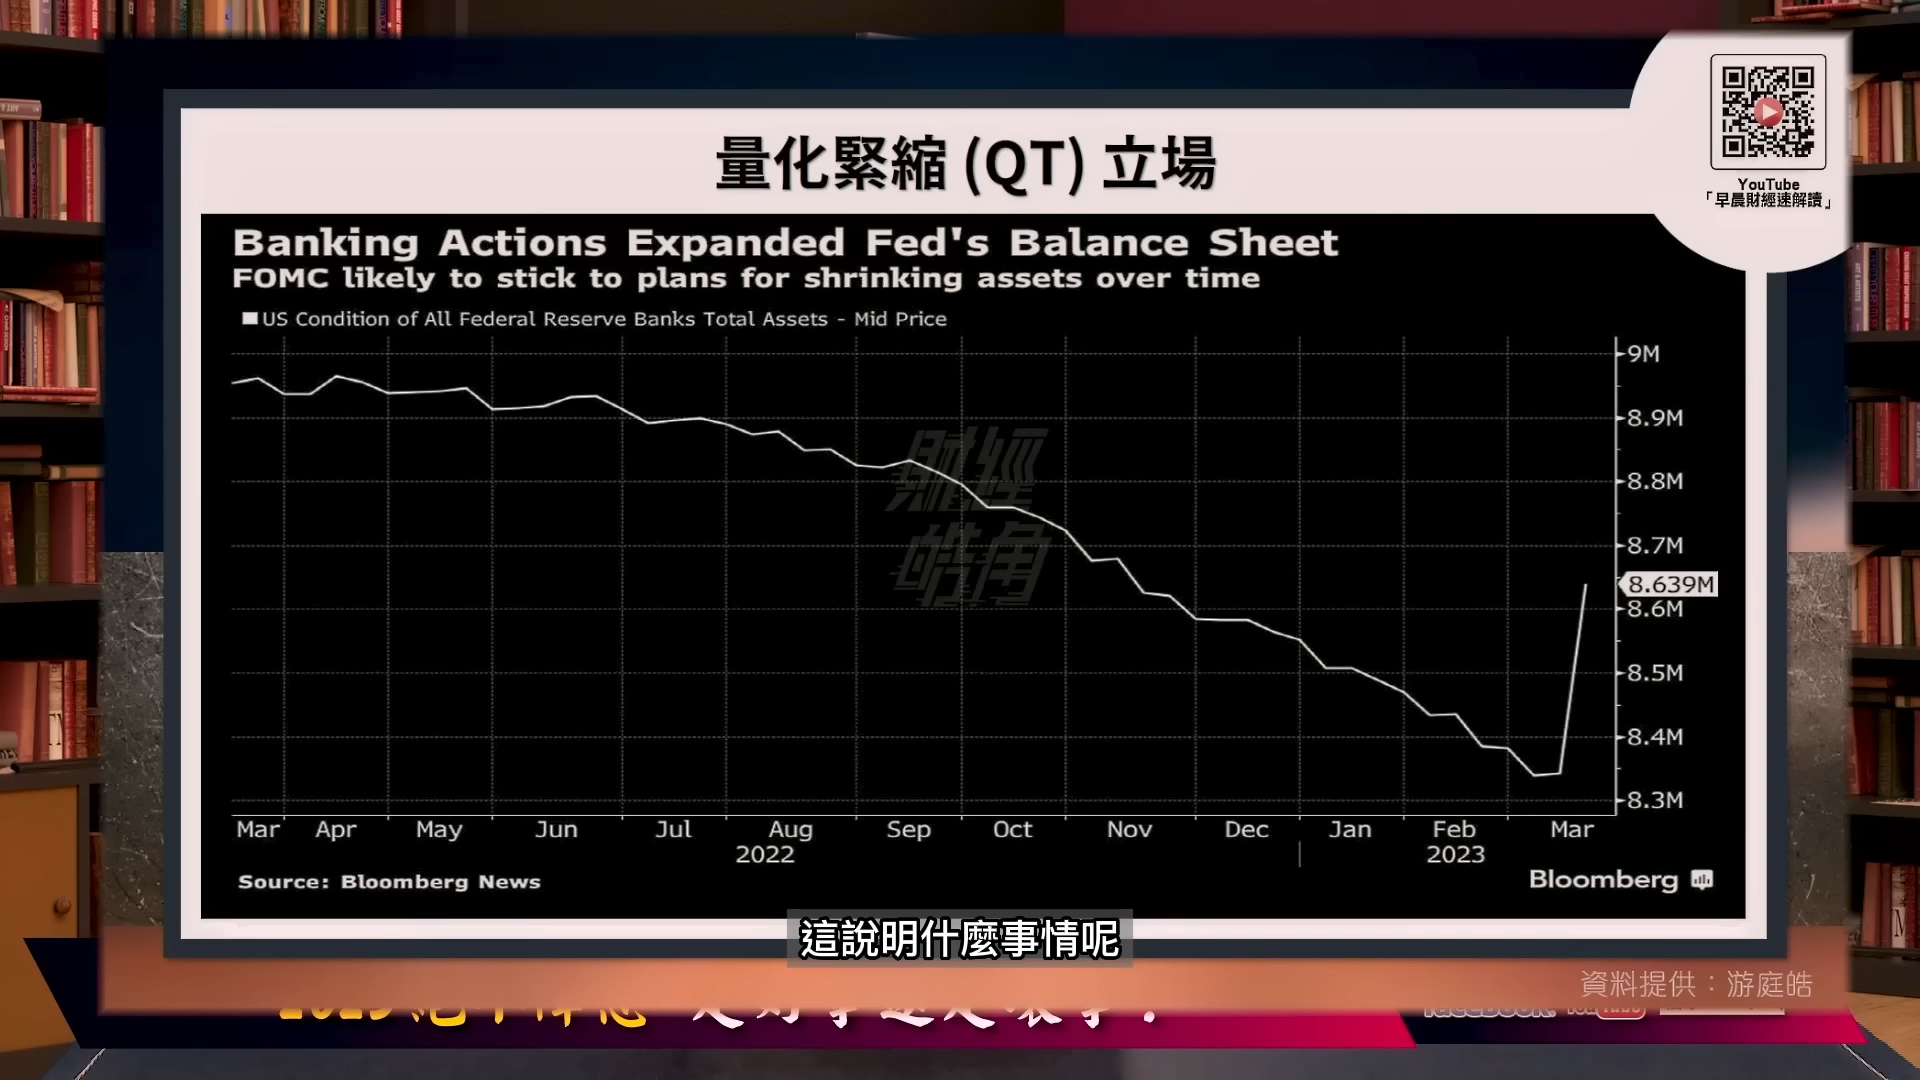 量化緊縮 (QT) 立場
YouTube
「早晨財經速解讀」
Banking Actions Expanded Fed's Balance Sheet
FOMC likely to stick to plans for shrinking assets over time
US Condition of All Federal Reserve Banks Total Assets - Mid Price
9M
8.9M
8.8M
8.7M
8.639M
8.6M
8.5M
8.4M
8.3M
財經
皓角
Mar Apr May Jun Jul Aug Sep Oct Nov Dec Jan Feb Mar
2022 2023
Source: Bloomberg News
Bloomberg
這說明什麼事情呢
資料提供：游庭皓